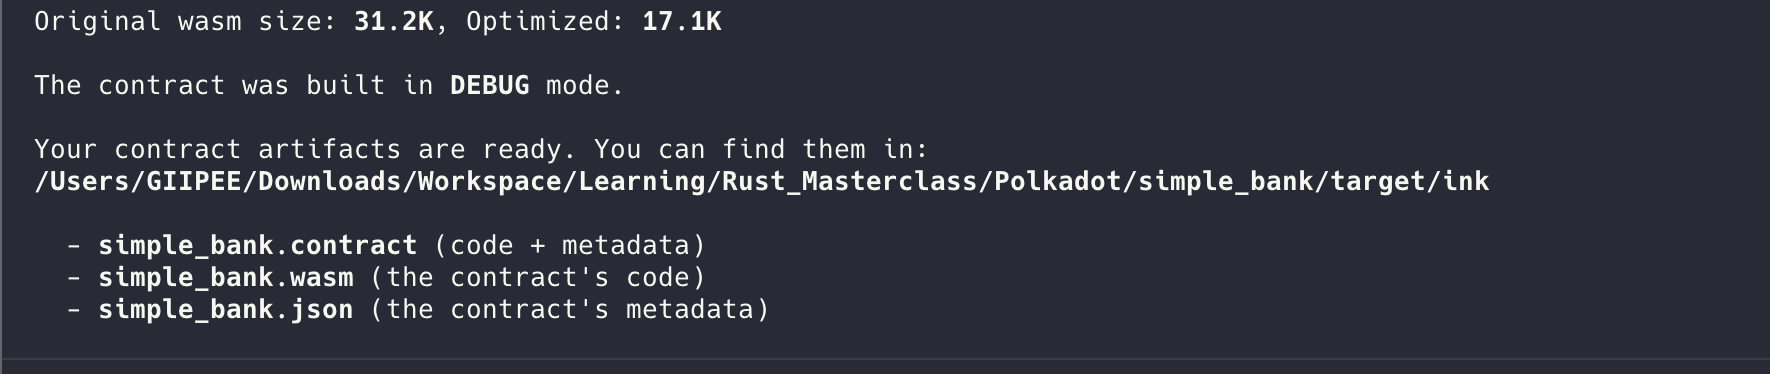 Original wasm size: 31.2K, Optimized: 17.1K
The contract was built in DEBUG mode.
Your contract artifacts are ready. You can find them in:
/Users/GIIPEE/Downloads/Workspace/Learning/Rust_Masterclass/Polkadot/simple_bank/target/ink
- simple_bank.contract (code + metadata)
- simple_bank.wasm (the contract's code)
- simple_bank.json (the contract's metadata)